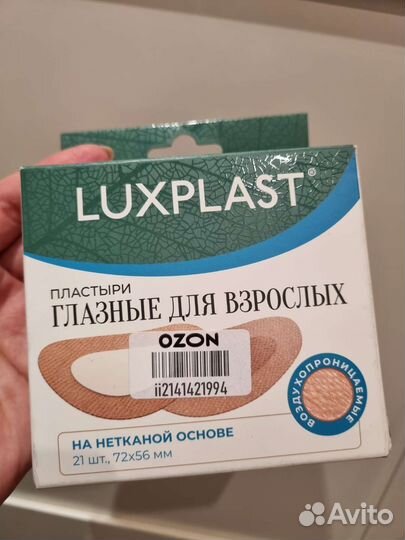 LUXPLAST®
ПЛАСТЫРИ
ГЛАЗНЫЕ ДЛЯ ВЗРОСЛЫХ
OZON
ii2141421994
ВОЗДУХОПРОНИЦАЕМЫЕ
НА НЕТКАНОЙ ОСНОВЕ
21 шт., 72х56 мм
Avito